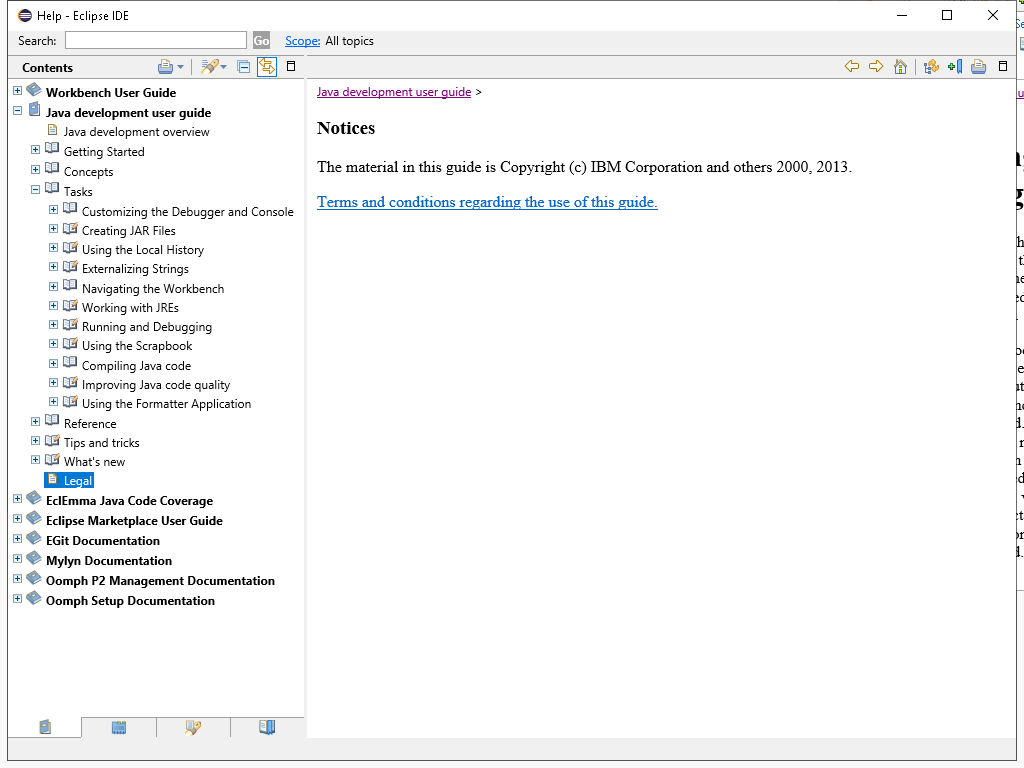 Help - Eclipse IDE
Search:
Go
Scope: All topics
Contents
Workbench User Guide
Java development user guide
Java development overview
Getting Started
Concepts
Tasks
Customizing the Debugger and Console
Creating JAR Files
Using the Local History
Externalizing Strings
Navigating the Workbench
Working with JREs
Running and Debugging
Using the Scrapbook
Compiling Java code
Improving Java code quality
Using the Formatter Application
Reference
Tips and tricks
What's new
Legal
EclEmma Java Code Coverage
Eclipse Marketplace User Guide
EGit Documentation
Mylyn Documentation
Oomph P2 Management Documentation
Oomph Setup Documentation
Java development user guide >
Notices
The material in this guide is Copyright (c) IBM Corporation and others 2000, 2013.
Terms and conditions regarding the use of this guide.